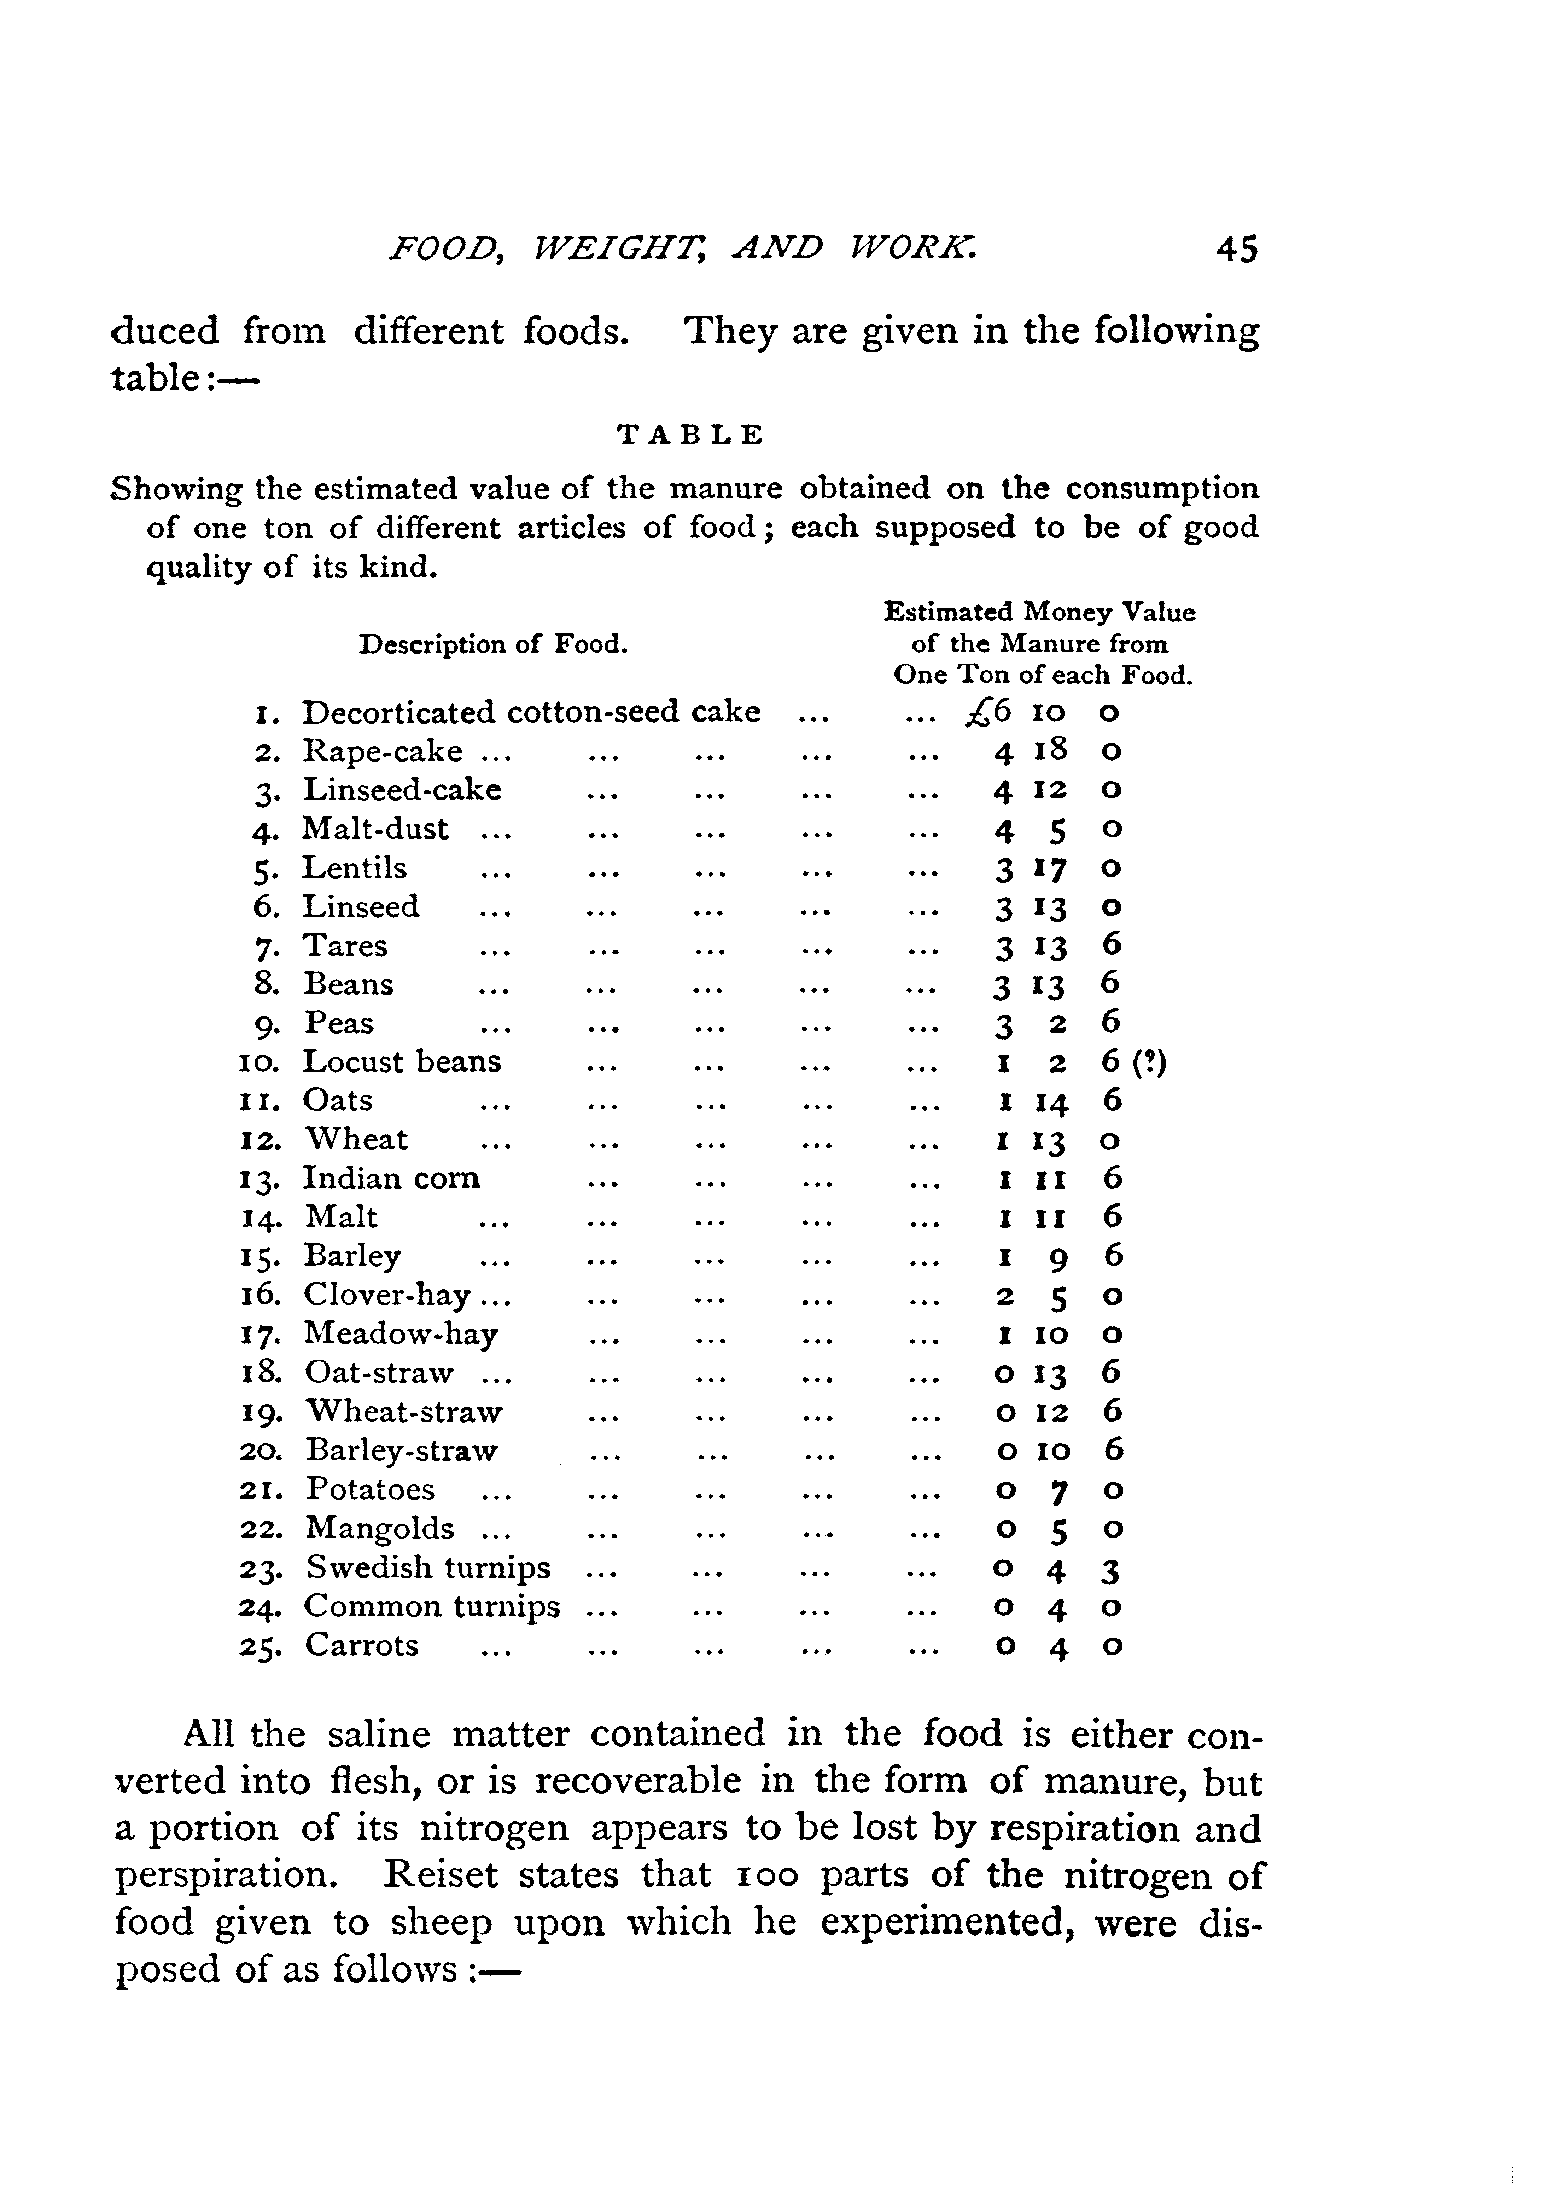 FOOD, WEIGHT, AND WORK. 45
duced from different foods. They are given in the following
table:—
TABLE
Showing the estimated value of the manure obtained on the consumption
of one ton of different articles of food; each supposed to be of good
quality of its kind.
Estimated Money Value
Description of Food. of the Manure from
One Ton of each Food.
1. Decorticated cotton-seed cake ... ... £6 10 0
2. Rape-cake ... ... ... ... ... 4 18 0
3. Linseed-cake ... ... ... ... 4 12 0
4. Malt-dust ... ... ... ... ... 4 5 0
5. Lentils ... ... ... ... ... 3 17 0
6. Linseed ... ... ... ... ... 3 13 0
7. Tares ... ... ... ... ... 3 13 6
8. Beans ... ... ... ... ... 3 13 6
9. Peas ... ... ... ... ... 3 2 6
10. Locust beans ... ... ... ... 1 2 6 (?)
11. Oats ... ... ... ... ... 1 14 6
12. Wheat ... ... ... ... ... 1 13 0
13. Indian corn ... ... ... ... 1 11 6
14. Malt ... ... ... ... ... 1 11 6
15. Barley ... ... ... ... ... 1 9 6
16. Clover-hay ... ... ... ... ... 2 5 0
17. Meadow-hay ... ... ... ... 1 10 0
18. Oat-straw ... ... ... ... ... 0 13 6
19. Wheat-straw ... ... ... ... 0 12 6
20. Barley-straw ... ... ... ... 0 10 6
21. Potatoes ... ... ... ... ... 0 7 0
22. Mangolds ... ... ... ... ... 0 5 0
23. Swedish turnips ... ... ... ... 0 4 3
24. Common turnips ... ... ... ... 0 4 0
25. Carrots ... ... ... ... ... 0 4 0
All the saline matter contained in the food is either con-
verted into flesh, or is recoverable in the form of manure, but
a portion of its nitrogen appears to be lost by respiration and
perspiration. Reiset states that 100 parts of the nitrogen of
food given to sheep upon which he experimented, were dis-
posed of as follows :—